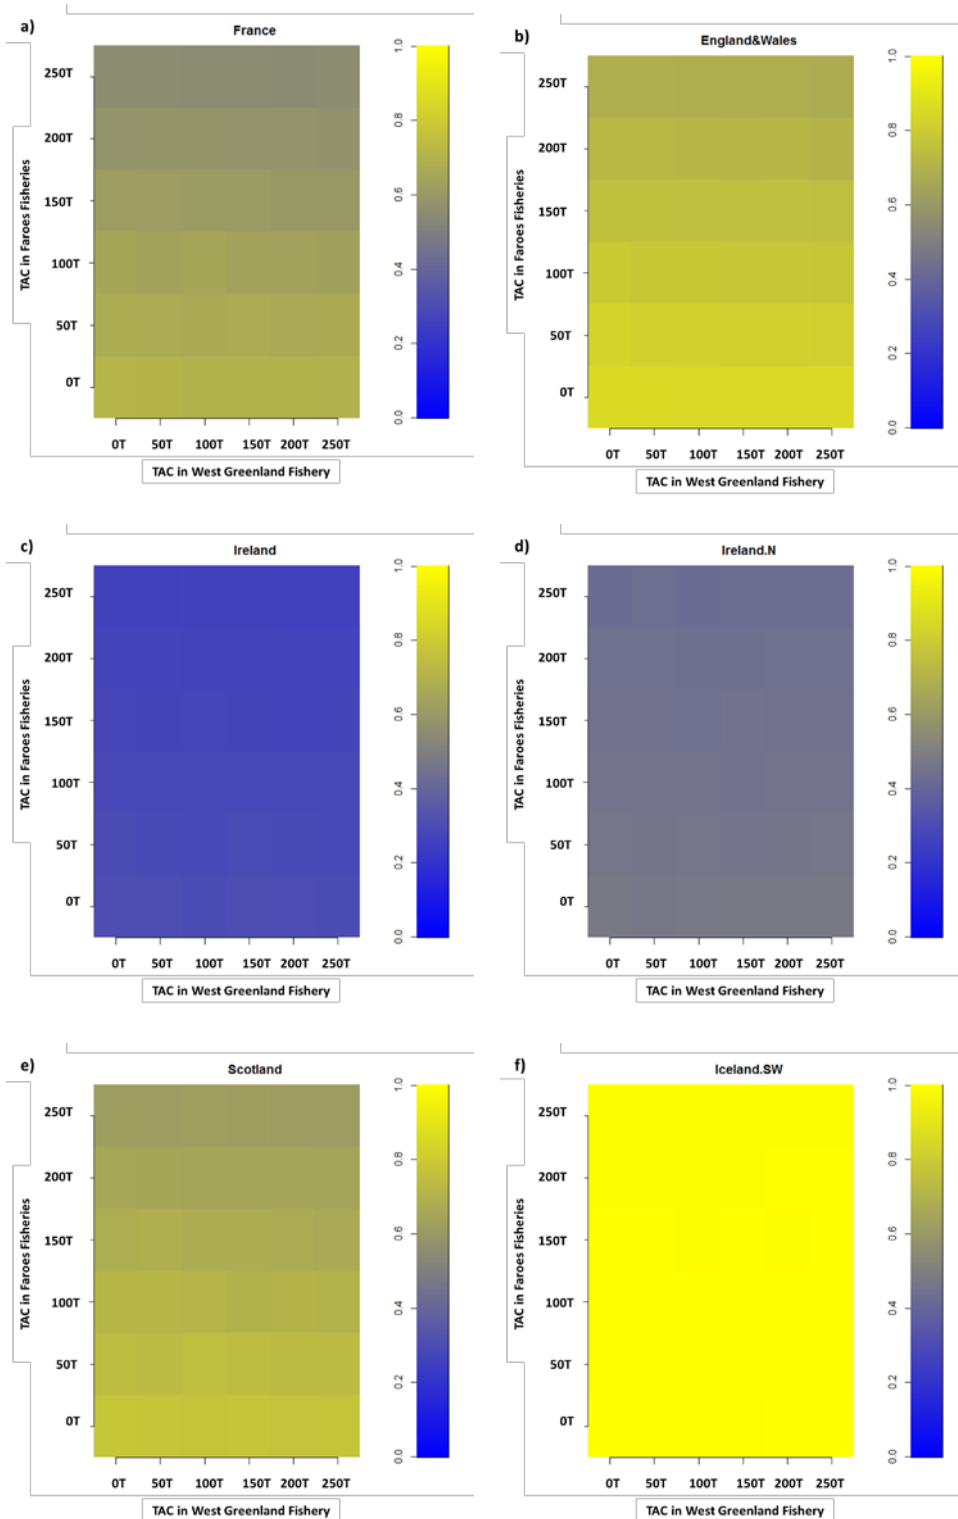 a)
France
TAC in Faroes Fisheries
250T
200T
150T
100T
50T
0T
0T 50T 100T 150T 200T 250T
TAC in West Greenland Fishery
1.0
0.8
0.6
0.4
0.2
0.0
b)
England&Wales
TAC in Faroes Fisheries
250T
200T
150T
100T
50T
0T
0T 50T 100T 150T 200T 250T
TAC in West Greenland Fishery
1.0
0.8
0.6
0.4
0.2
0.0
c)
Ireland
TAC in Faroes Fisheries
250T
200T
150T
100T
50T
0T
0T 50T 100T 150T 200T 250T
TAC in West Greenland Fishery
1.0
0.8
0.6
0.4
0.2
0.0
d)
Ireland.N
TAC in Faroes Fisheries
250T
200T
150T
100T
50T
0T
0T 50T 100T 150T 200T 250T
TAC in West Greenland Fishery
1.0
0.8
0.6
0.4
0.2
0.0
e)
Scotland
TAC in Faroes Fisheries
250T
200T
150T
100T
50T
0T
0T 50T 100T 150T 200T 250T
TAC in West Greenland Fishery
1.0
0.8
0.6
0.4
0.2
0.0
f)
Iceland.SW
TAC in Faroes Fisheries
250T
200T
150T
100T
50T
0T
0T 50T 100T 150T 200T 250T
TAC in West Greenland Fishery
1.0
0.8
0.6
0.4
0.2
0.0